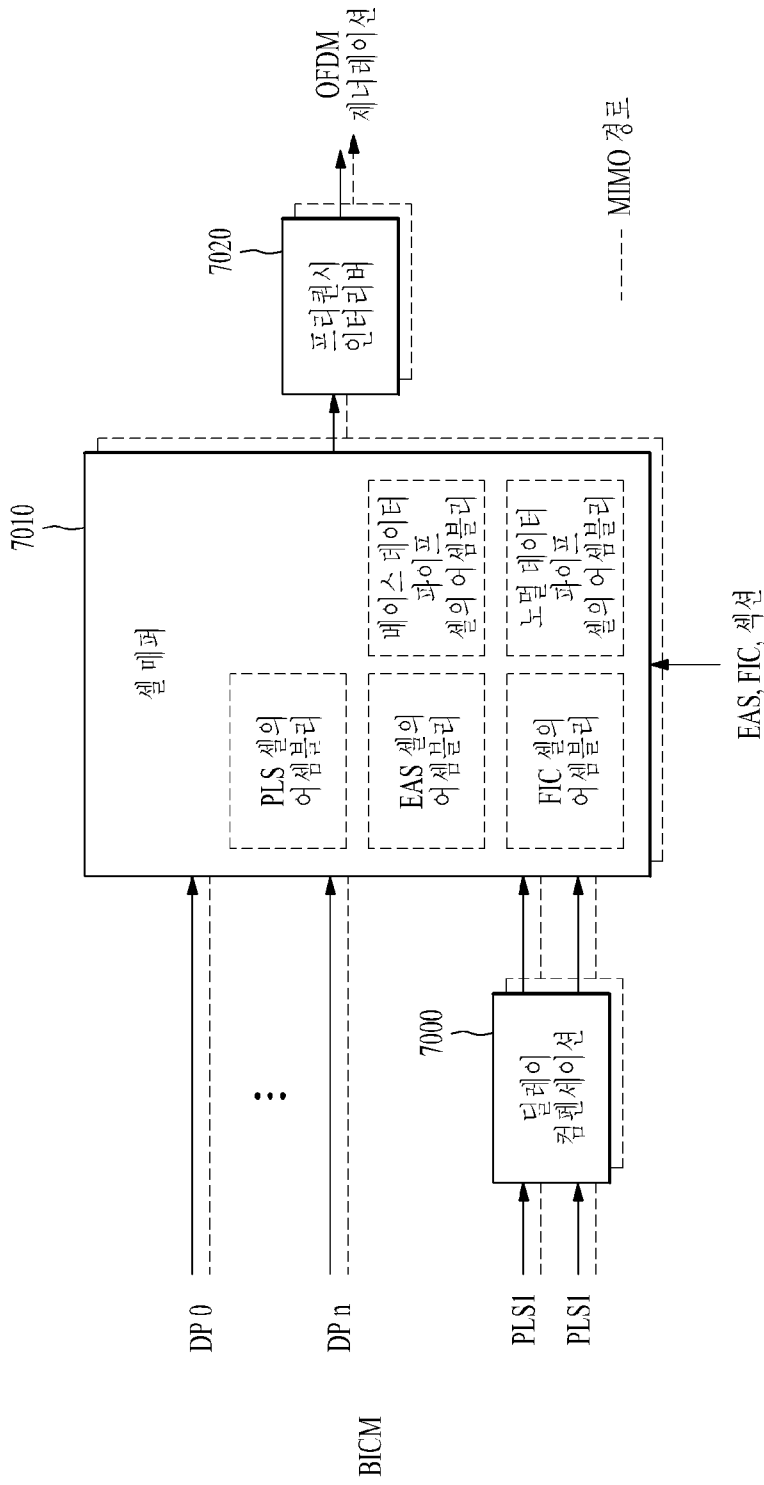 BICM
DP 0
DP n
PLS1
PLS1
7000
딜레이
컴펜세이션
7010
셀 매퍼
PLS 셀의
어셈블리
EAS 셀의
어셈블리
FIC 셀의
어셈블리
베이스 데이터
파이프
셀의 어셈블리
노멀 데이터
파이프
셀의 어셈블리
EAS, FIC, 섹션
7020
프리퀀시
인터리버
OFDM
제너레이션
MIMO 경로